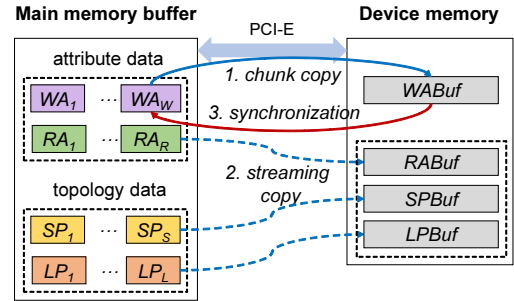 Main memory buffer
Device memory
PCI-E
attribute data
1. chunk copy
WA1 ... WAW
WABuf
3. synchronization
RA1 ... RAR
RABuf
2. streaming
copy
topology data
SPBuf
SP1 ... SPS
LPBuf
LP1 ... LPL